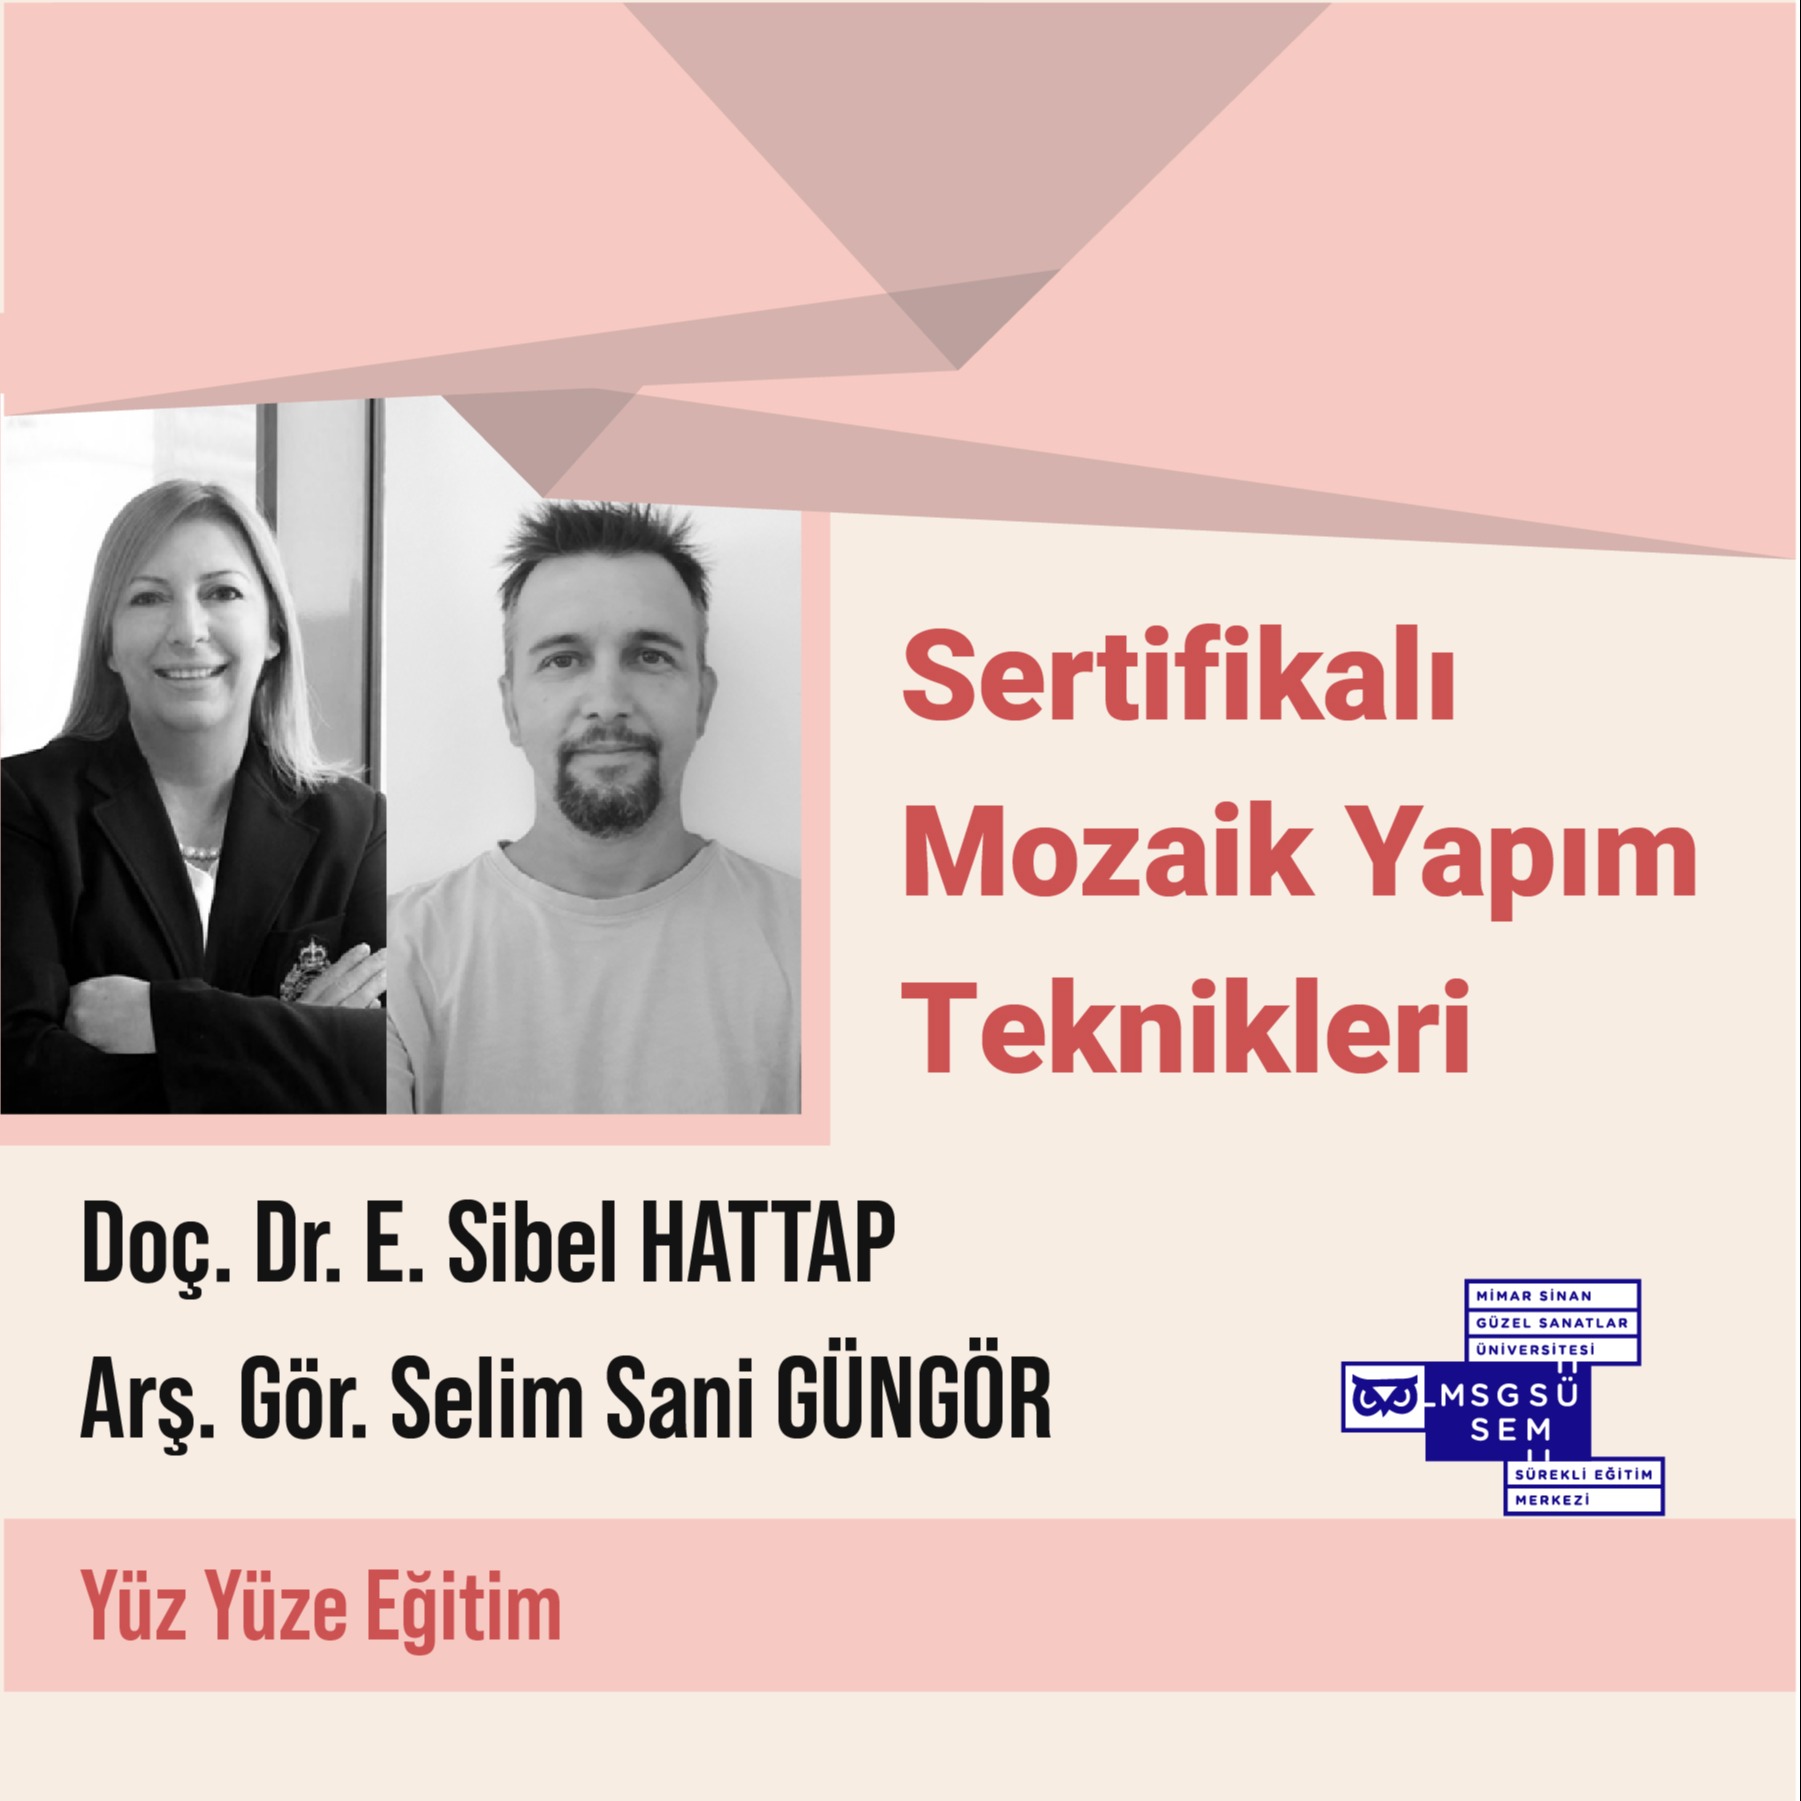 Sertifikalı
Mozaik Yapım
Teknikleri
Doç. Dr. E. Sibel HATTAP
Arş. Gör. Selim Sani GÜNGÖR
MİMAR SİNAN
GÜZEL SANATLAR
ÜNİVERSİTESİ
MSGSÜ
SEM
SÜREKLİ EĞİTİM
MERKEZİ
Yüz Yüze Eğitim